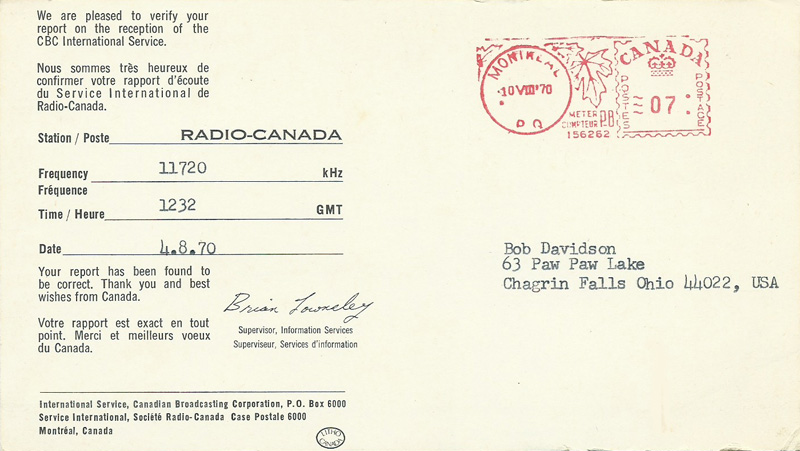 We are pleased to verify your
report on the reception of the
CBC International Service.
Nous sommes très heureux de
confirmer votre rapport d'écoute
du Service International de
Radio-Canada.
Station / Poste RADIO-CANADA
Frequency 11720 kHz
Fréquence
Time / Heure 1232 GMT
Date 4.8.70
Your report has been found to
be correct. Thank you and best
wishes from Canada.
Votre rapport est exact en tout
point. Merci et meilleurs voeux
du Canada.
Brian Townsley
Supervisor, Information Services
Superviseur, Services d'information
International Service, Canadian Broadcasting Corporation, P.O. Box 6000
Service International, Société Radio-Canada Case Postale 6000
Montréal, Canada
LITHO
CANADA
MONTREAL
10 VIII '70
P Q
METER
COMPTEUR
P.B.
156262
CANADA
POSTES
07
POSTAGE
Bob Davidson
63 Paw Paw Lake
Chagrin Falls Ohio 44022, USA